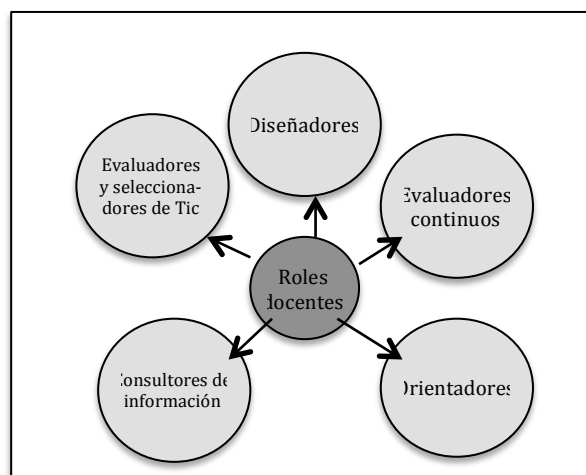 Diseñadores
Evaluadores
y selecciona-
dores de Tic
Evaluadores
continuos
Roles
docentes
Consultores de
información
Orientadores